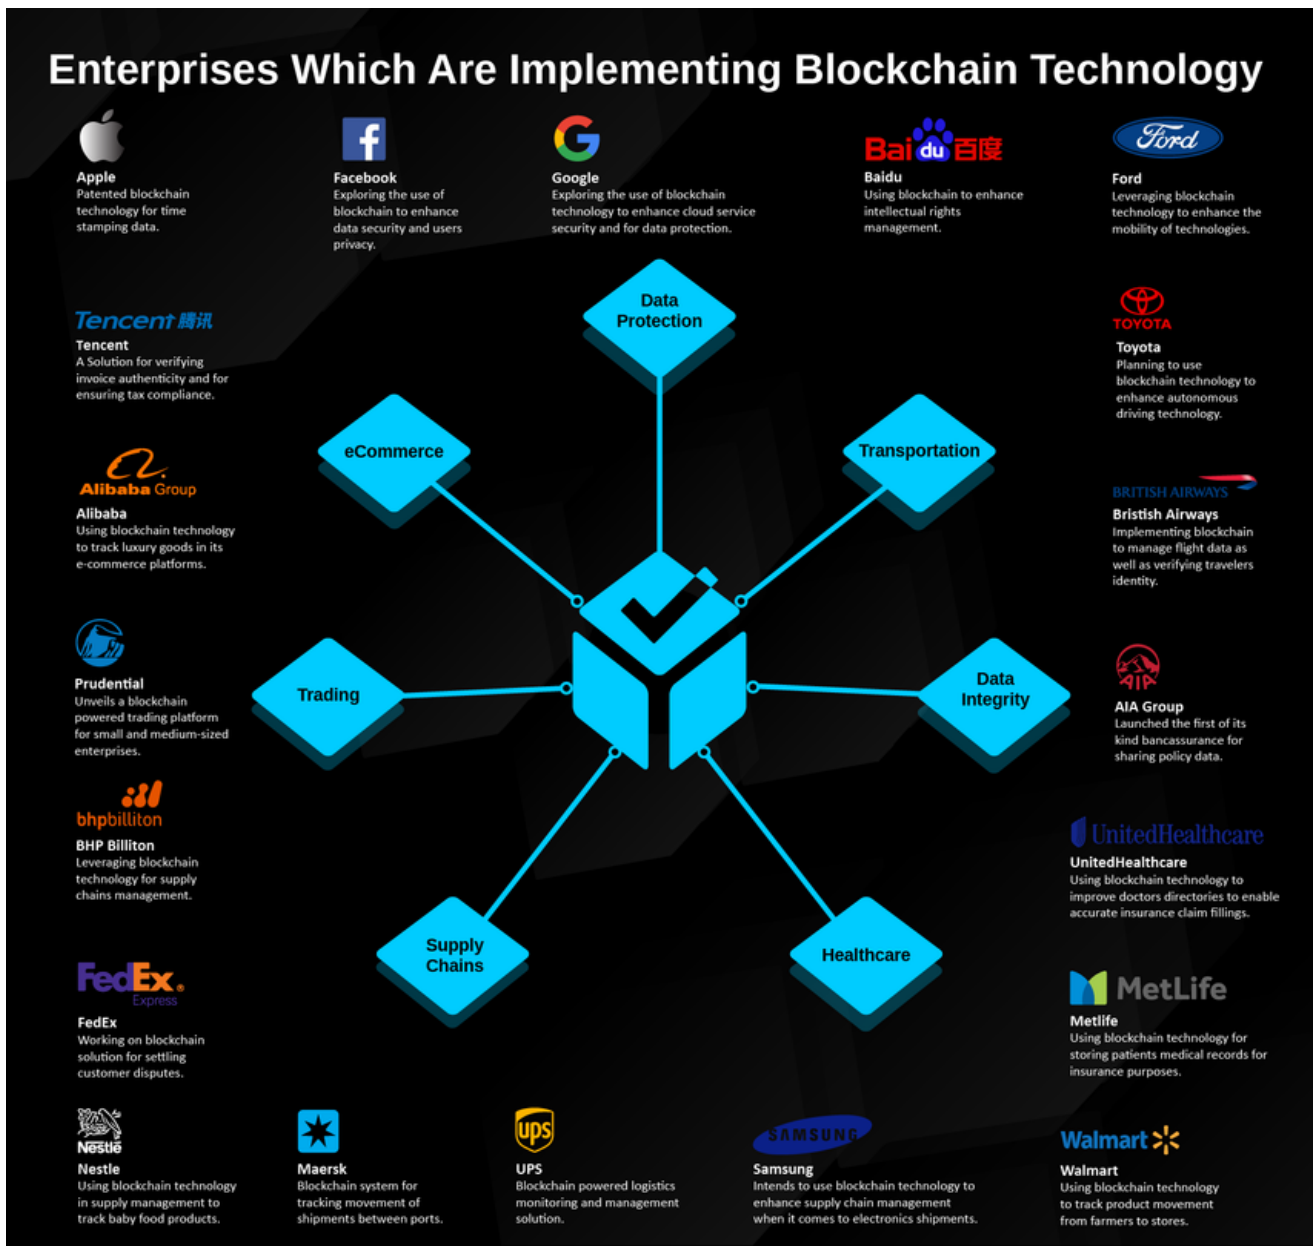 Enterprises Which Are Implementing Blockchain Technology
Apple
Patented blockchain
technology for time
stamping data.
Facebook
Exploring the use of
blockchain to enhance
data security and users
privacy.
Google
Exploring the use of blockchain
technology to enhance cloud service
security and for data protection.
Bai du 百度
Baidu
Using blockchain to enhance
intellectual rights
management.
Ford
Ford
Leveraging blockchain
technology to enhance the
mobility of technologies.
Tencent 腾讯
Tencent
A Solution for verifying
invoice authenticity and for
ensuring tax compliance.
Data
Protection
TOYOTA
Toyota
Planning to use
blockchain technology to
enhance autonomous
driving technology.
eCommerce
Transportation
Alibaba Group
Alibaba
Using blockchain technology
to track luxury goods in its
e-commerce platforms.
BRITISH AIRWAYS
Bristish Airways
Implementing blockchain
to manage flight data as
well as verifying travelers
identity.
Prudential
Unveils a blockchain
powered trading platform
for small and medium-sized
enterprises.
Trading
Data
Integrity
AIA
AIA Group
Launched the first of its
kind bancassurance for
sharing policy data.
bhpbilliton
BHP Billiton
Leveraging blockchain
technology for supply
chains management.
UnitedHealthcare
UnitedHealthcare
Using blockchain technology to
improve doctors directories to enable
accurate insurance claim fillings.
Supply
Chains
Healthcare
FedEx®
Express
FedEx
Working on blockchain
solution for settling
customer disputes.
MetLife
Metlife
Using blockchain technology for
storing patients medical records for
insurance purposes.
Nestlé
Nestle
Using blockchain technology
in supply management to
track baby food products.
Maersk
Blockchain system for
tracking movement of
shipments between ports.
ups
UPS
Blockchain powered logistics
monitoring and management
solution.
SAMSUNG
Samsung
Intends to use blockchain technology to
enhance supply chain management
when it comes to electronics shipments.
Walmart
Walmart
Using blockchain technology
to track product movement
from farmers to stores.